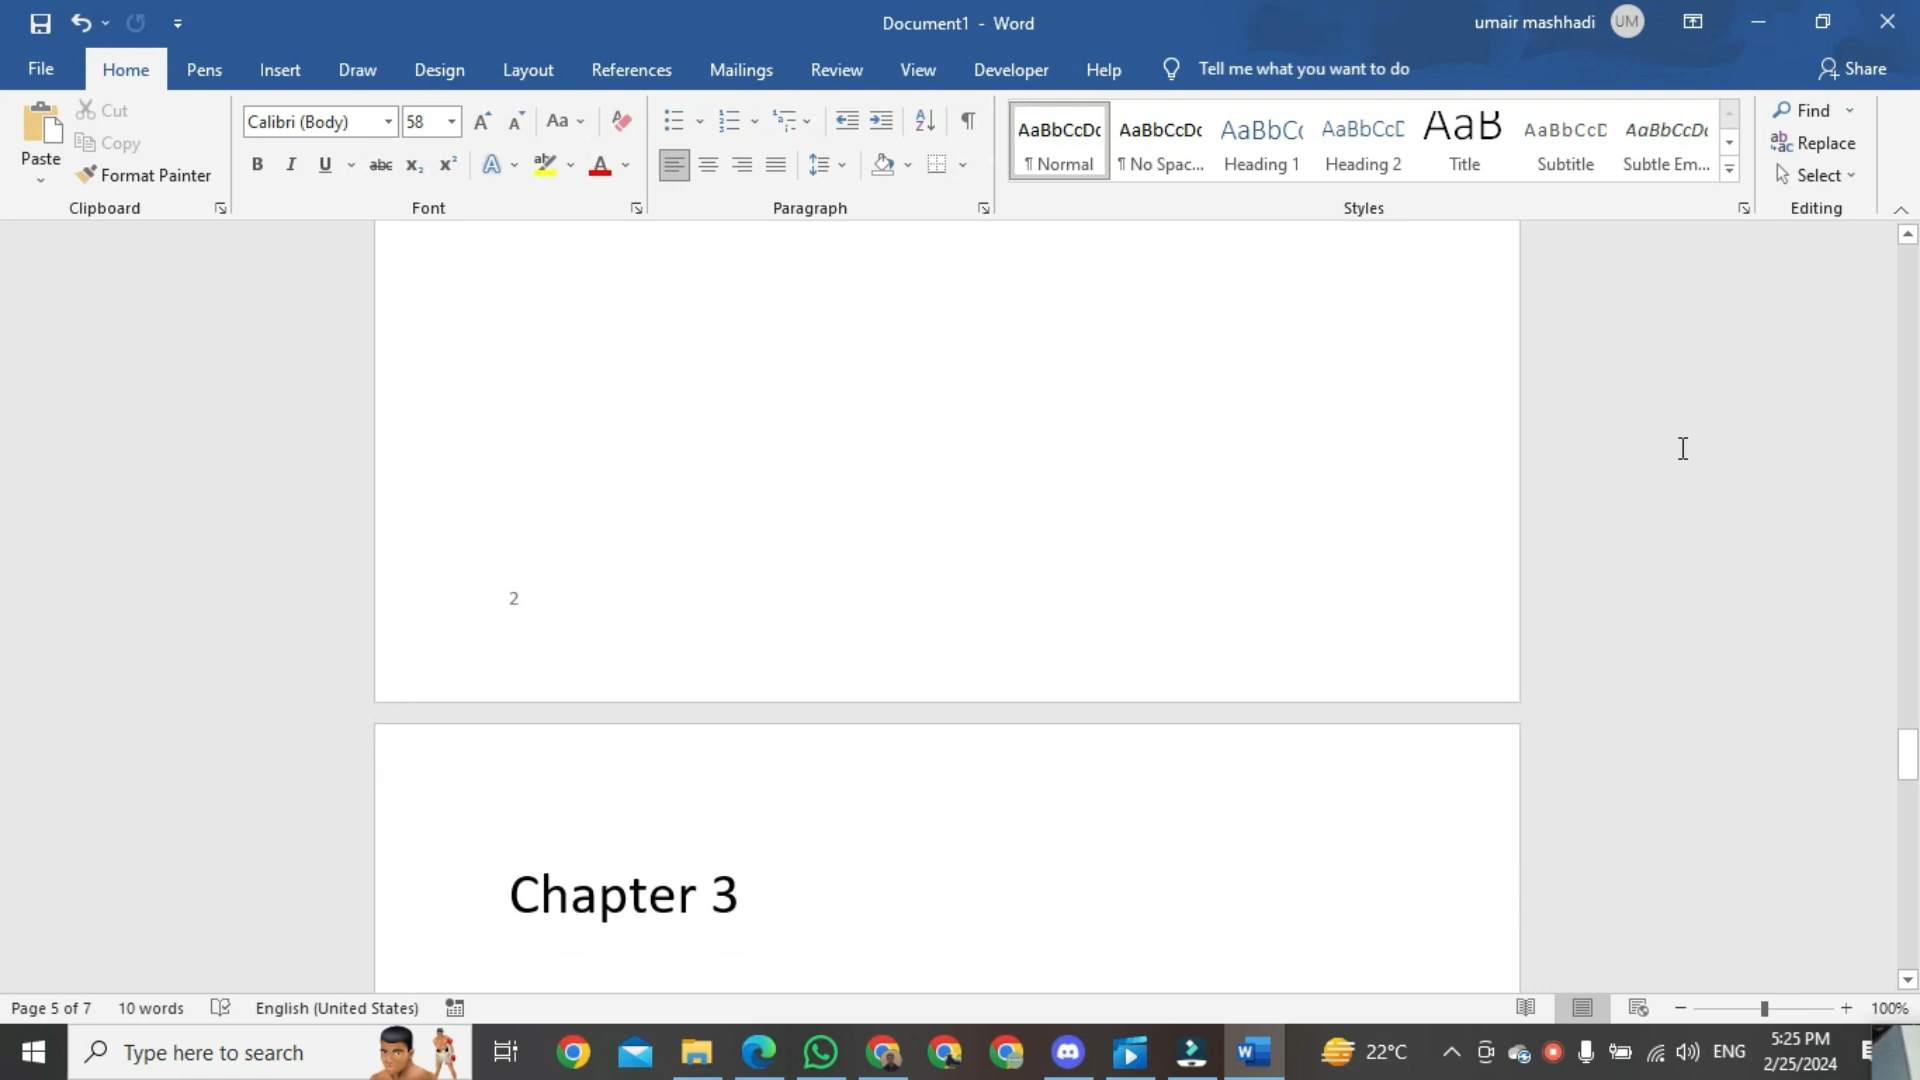 Document1 - Word
umair mashhadi
UM
File
Home
Pens
Insert
Draw
Design
Layout
References
Mailings
Review
View
Developer
Help
Tell me what you want to do
Share
Paste
Cut
Copy
Format Painter
Clipboard
Calibri (Body)
58
Aa
B I U abc x₂ x²
A
A
Font
Paragraph
AaBbCcDc
¶ Normal
AaBbCcDc
¶ No Spac...
AaBbC
Heading 1
AaBbCcC
Heading 2
AaB
Title
AaBbCcD
Subtitle
AaBbCcDc
Subtle Em...
Styles
Find
Replace
Select
Editing
2
Chapter 3
Page 5 of 7
10 words
English (United States)
100%
Type here to search
22°C
ENG
5:25 PM
2/25/2024